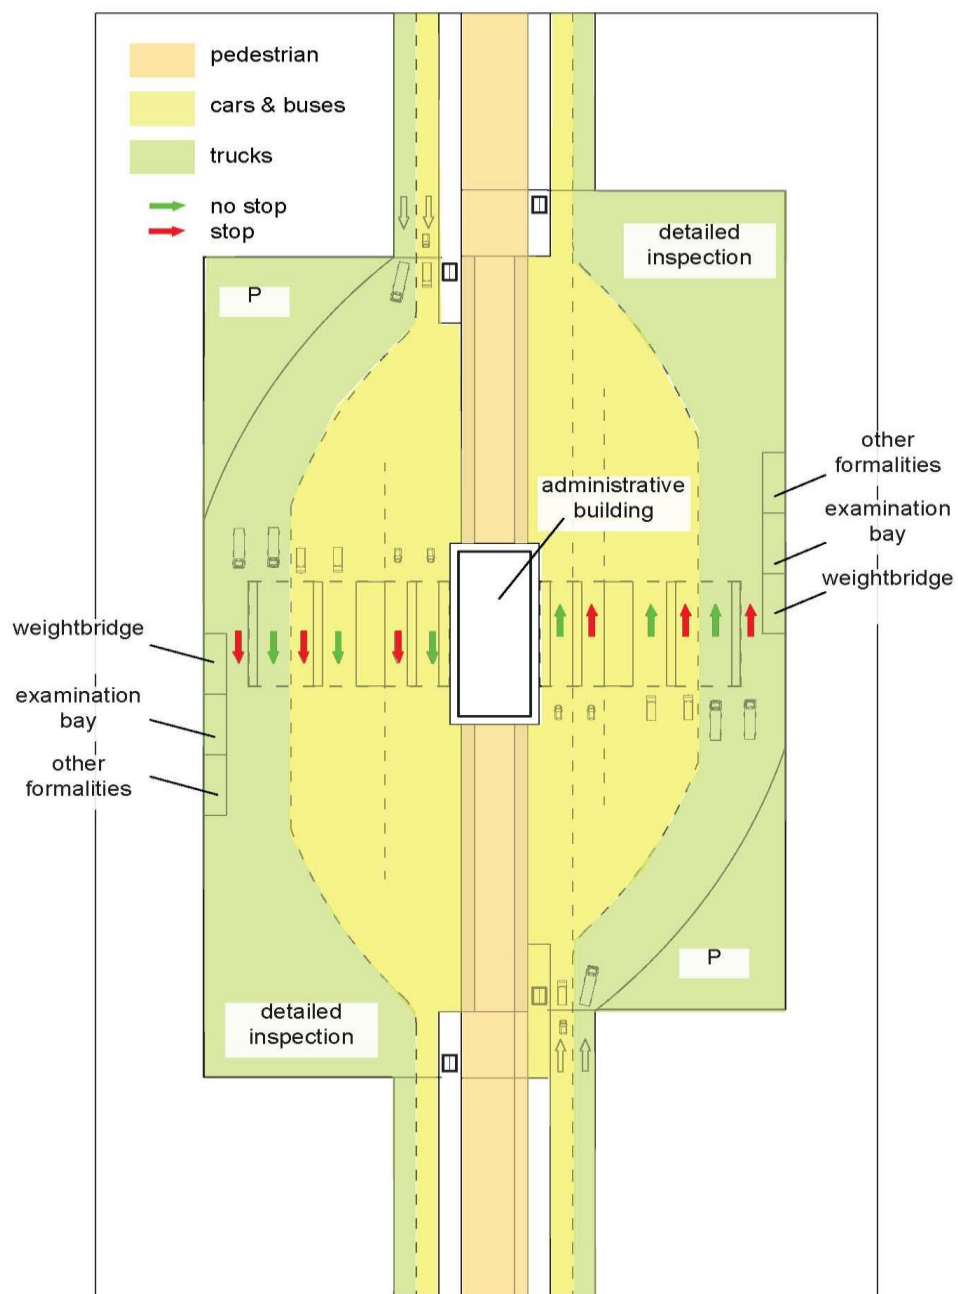 pedestrian
cars & buses
trucks
no stop
stop
detailed
inspection
P
other
formalities
administrative
building
examination
bay
weightbridge
weightbridge
examination
bay
other
formalities
P
detailed
inspection